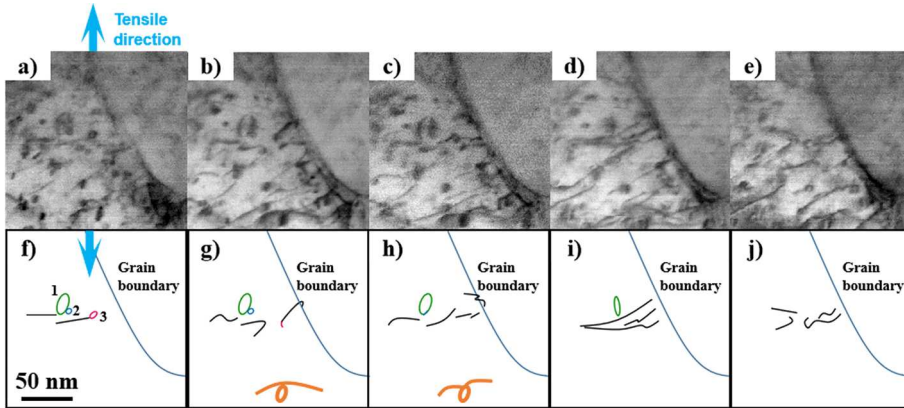 Tensile
direction
a)
b)
c)
d)
e)
f)
1
2
3
Grain
boundary
50 nm
g)
Grain
boundary
h)
Grain
boundary
i)
Grain
boundary
j)
Grain
boundary